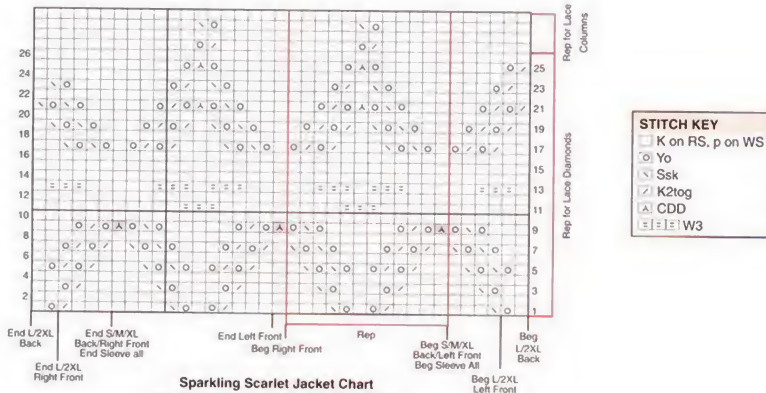 26
24
22
20
18
16
14
12
10
8
6
4
2
25
23
21
19
17
15
13
11
9
7
5
3
1
Rep for Lace
Columns
Rep for Lace Diamonds
End L/2XL
Back
End L/2XL
Right Front
End S/M/XL
Back/Right Front
End Sleeve all
End Left Front
Beg Right Front
Rep
Beg S/M/XL
Back/Left Front
Beg Sleeve All
Beg L/2XL
Left Front
Beg
L/2XL
Back
Sparkling Scarlet Jacket Chart
STITCH KEY
K on RS, p on WS
Yo
Ssk
K2tog
CDD
W3